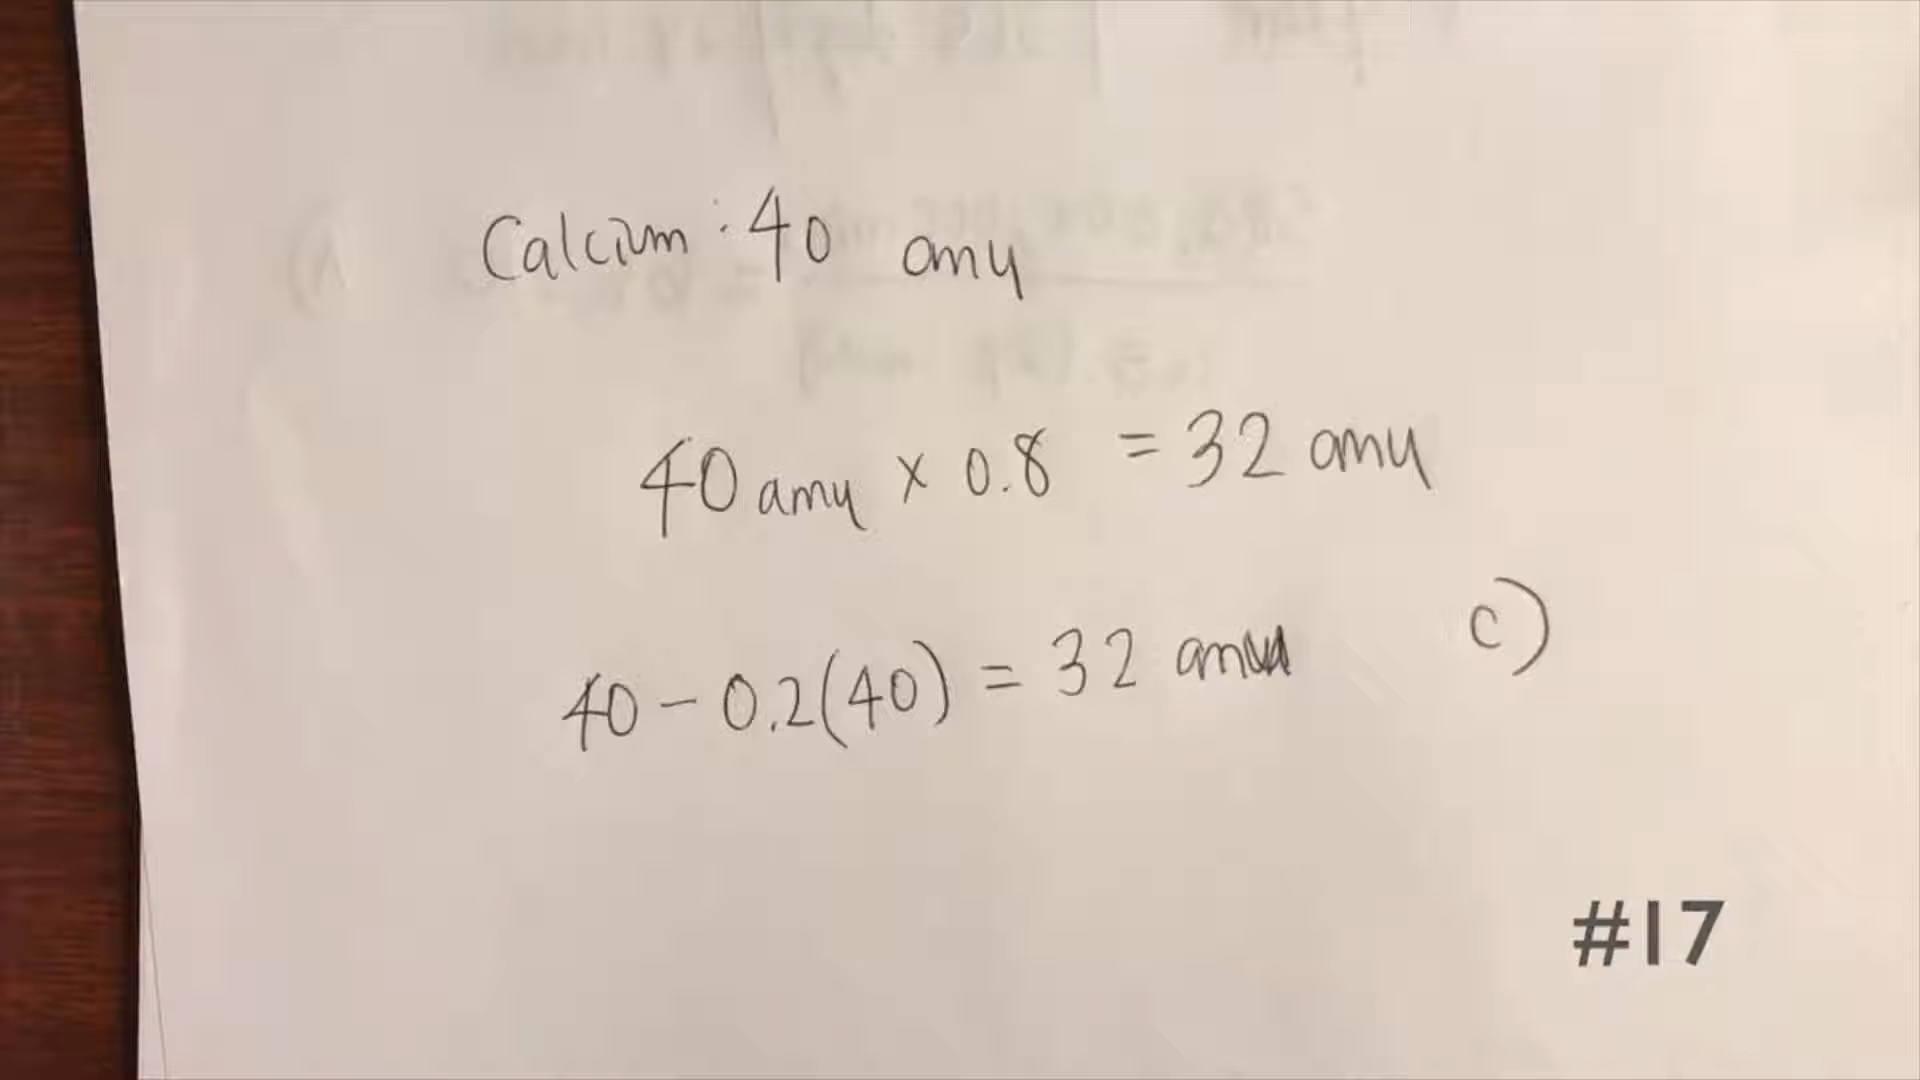 Calcium: 40 amu
40 amu x 0.8 = 32 amu
40 - 0.2(40) = 32 amu c)
#17